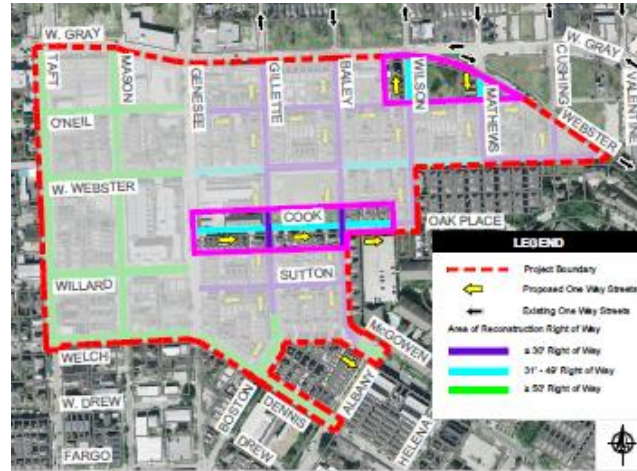 W. GRAY
TAFT
MASON
GENESEE
GILLETTE
BAILEY
WILSON
MATHEWS
CUSHING
W. GRAY
VALENTINE
WEBSTER
O'NEIL
W. WEBSTER
COOK
OAK PLACE
SUTTON
WILLARD
WELCH
MCGOWEN
ALBANY
W. DREW
BOSTON
DENNIS
DREW
HELENA
FARGO
LEGEND
Project Boundary
Proposed One Way Streets
Existing One Way Streets
Area of Reconstruction Right of Way
≤ 30' Right of Way
31' - 49' Right of Way
≥ 50' Right of Way